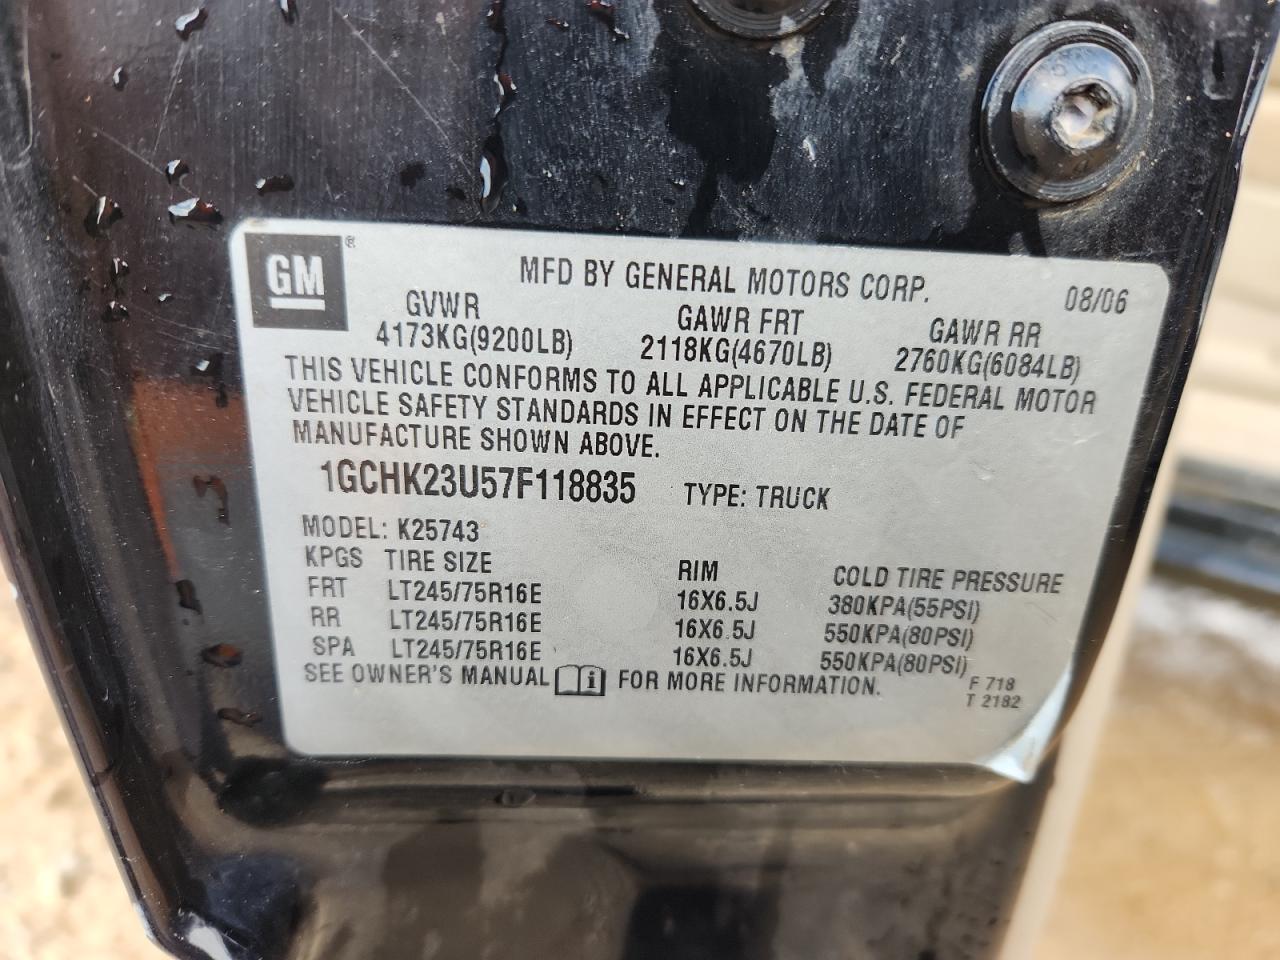 GM ®
MFD BY GENERAL MOTORS CORP. 08/06
GVWR GAWR FRT GAWR RR
4173KG(9200LB) 2118KG(4670LB) 2760KG(6084LB)
THIS VEHICLE CONFORMS TO ALL APPLICABLE U.S. FEDERAL MOTOR
VEHICLE SAFETY STANDARDS IN EFFECT ON THE DATE OF
MANUFACTURE SHOWN ABOVE.
1GCHK23U57F118835 TYPE: TRUCK
MODEL: K25743
KPGS TIRE SIZE RIM COLD TIRE PRESSURE
FRT LT245/75R16E 16X6.5J 380KPA(55PSI)
RR LT245/75R16E 16X6.5J 550KPA(80PSI)
SPA LT245/75R16E 16X6.5J 550KPA(80PSI)
SEE OWNER'S MANUAL i FOR MORE INFORMATION.
F 718
T 2182